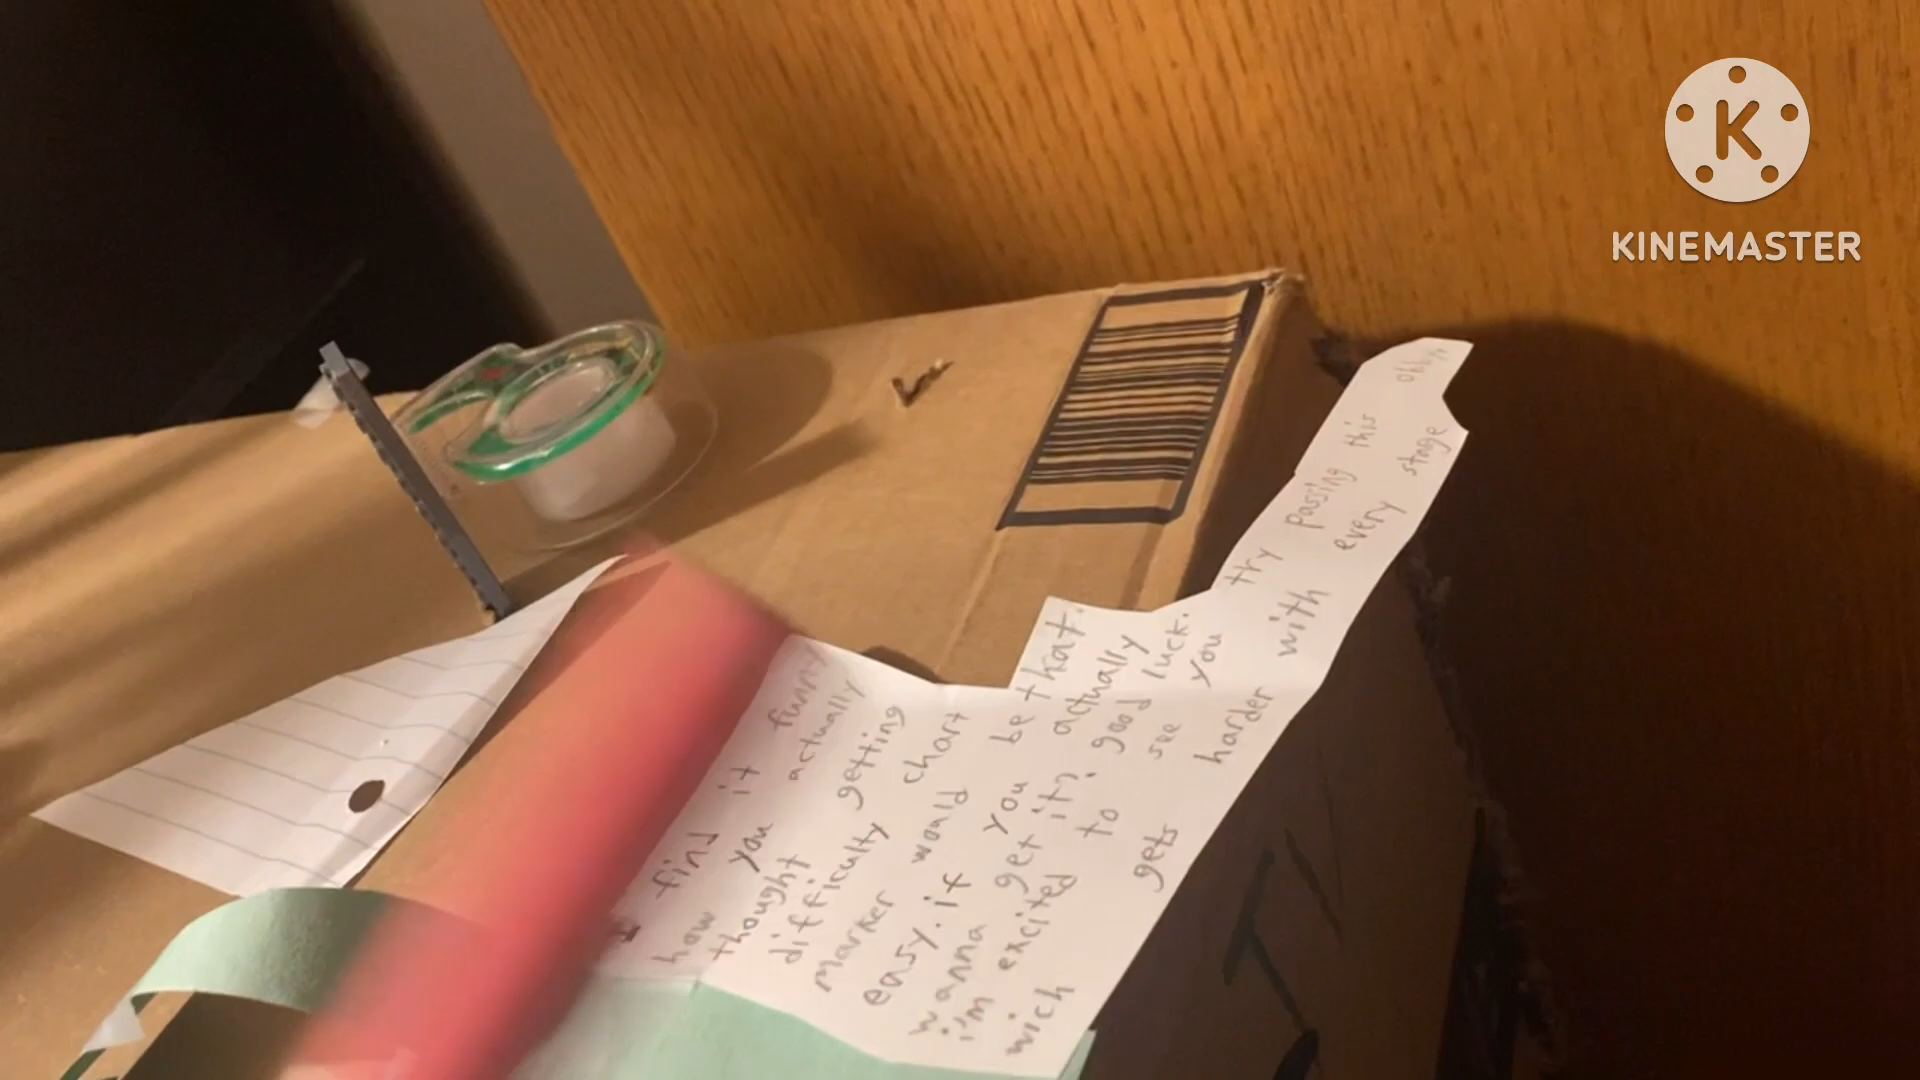 I find it funny
how you actually
thought getting
difficulty chart
marker would be that
easy. if you actually
wanna get it, good luck.
i'm excited to see you try passing this
wich gets harder with every stage
KINEMASTER